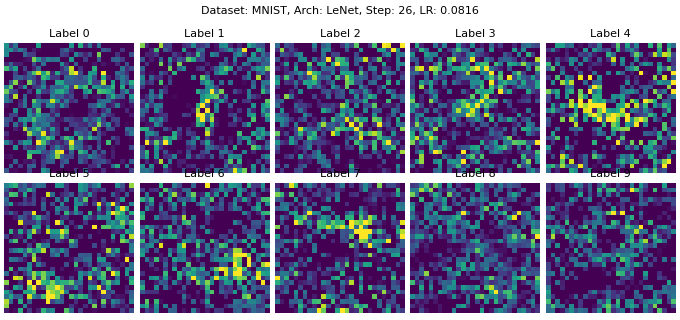 Dataset: MNIST, Arch: LeNet, Step: 26, LR: 0.0816
Label 0
Label 1
Label 2
Label 3
Label 4
Label 5
Label 6
Label 7
Label 8
Label 9